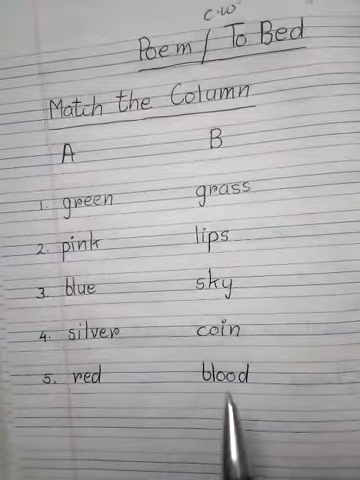 C.W
Poem / To Bed
Match the Column
A B
1. green grass
2. pink lips
3. blue sky
4. silver coin
5. red blood